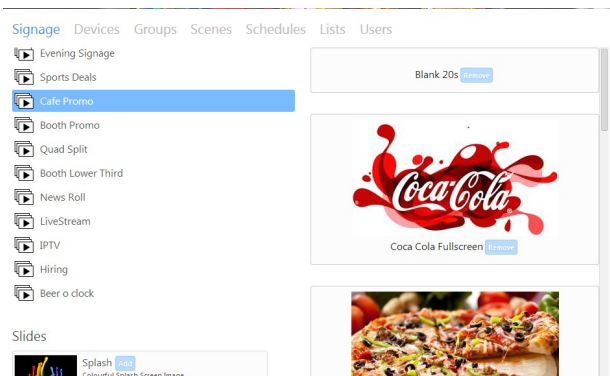 Signage Devices Groups Scenes Schedules Lists Users
Evening Signage
Sports Deals
Cafe Promo
Booth Promo
Quad Split
Booth Lower Third
News Roll
LiveStream
IPTV
Hiring
Beer o clock
Slides
Splash Add
Colourful Splash Screen Image
Blank 20s Remove
Coca-Cola
Coca Cola Fullscreen Remove